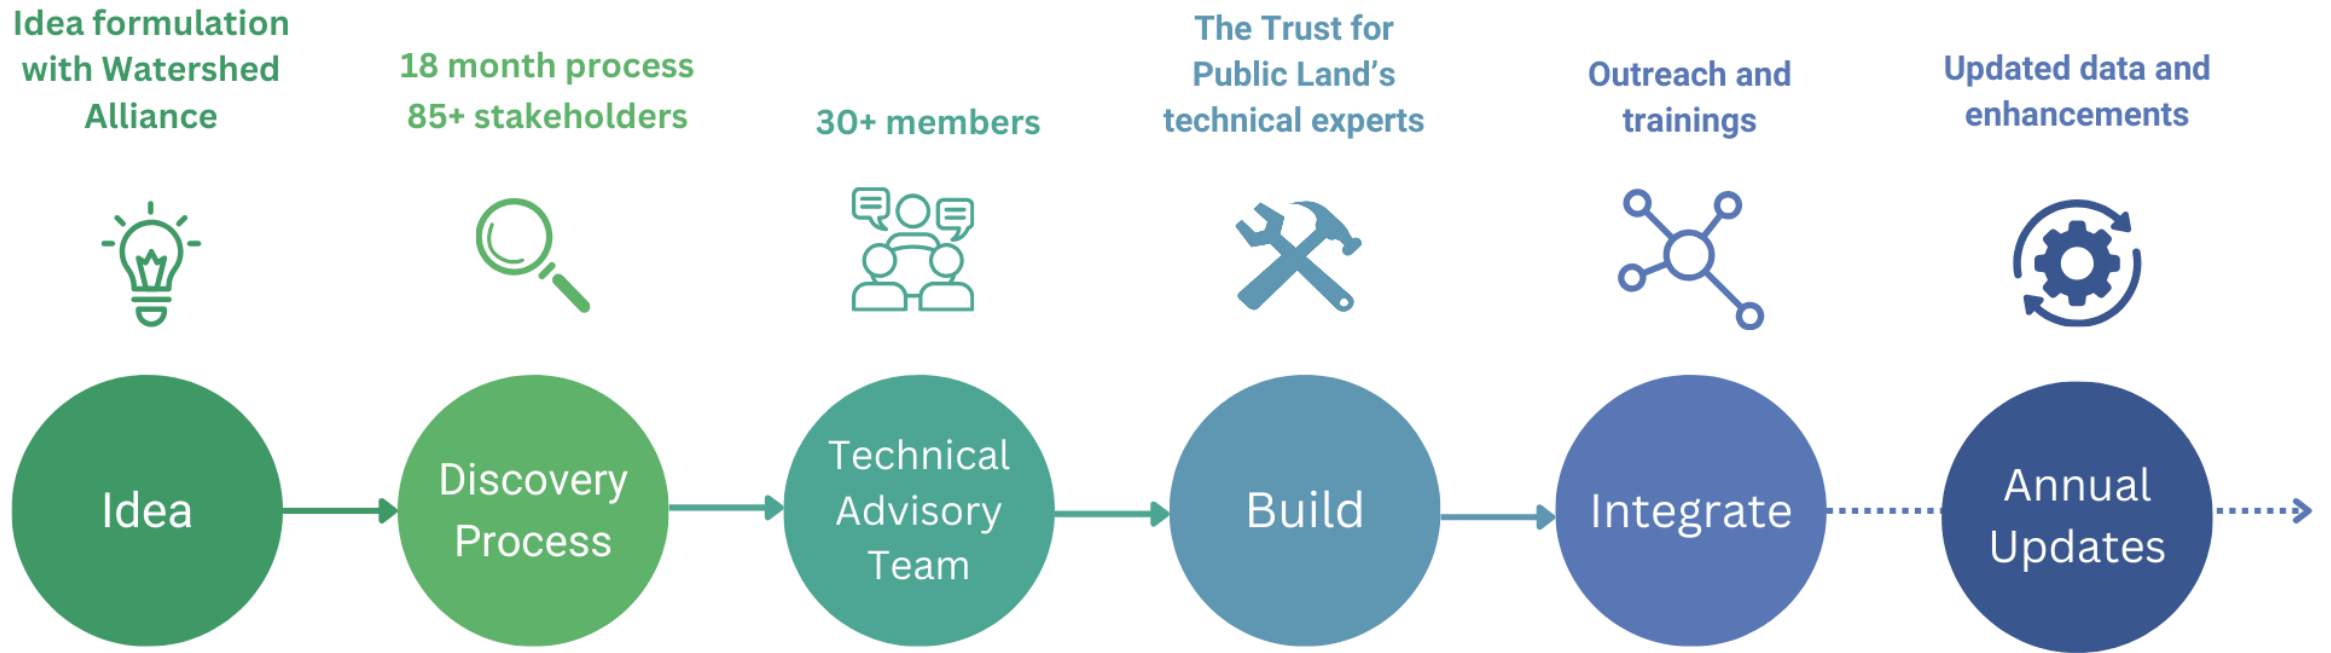 Idea formulation
with Watershed
Alliance
18 month process
85+ stakeholders
30+ members
The Trust for
Public Land’s
technical experts
Outreach and
trainings
Updated data and
enhancements
Idea
Discovery
Process
Technical
Advisory
Team
Build
Integrate
Annual
Updates